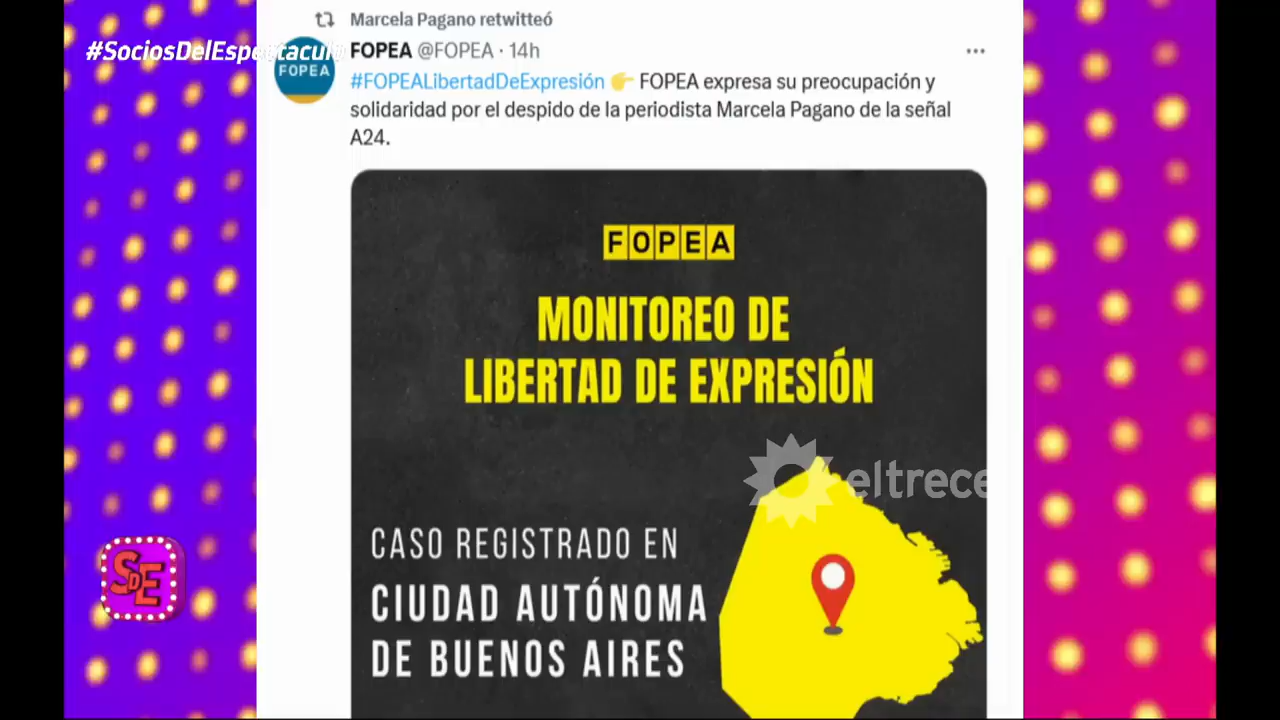 Marcela Pagano retwitteó
#SociosDelEspectáculo
FOPEA @FOPEA · 14h
FOPEA
#FOPEALibertadDeExpresión 👉 FOPEA expresa su preocupación y
solidaridad por el despido de la periodista Marcela Pagano de la señal
A24.
FOPEA
MONITOREO DE
LIBERTAD DE EXPRESIÓN
eltrece
CASO REGISTRADO EN
CIUDAD AUTÓNOMA
DE BUENOS AIRES
SDE